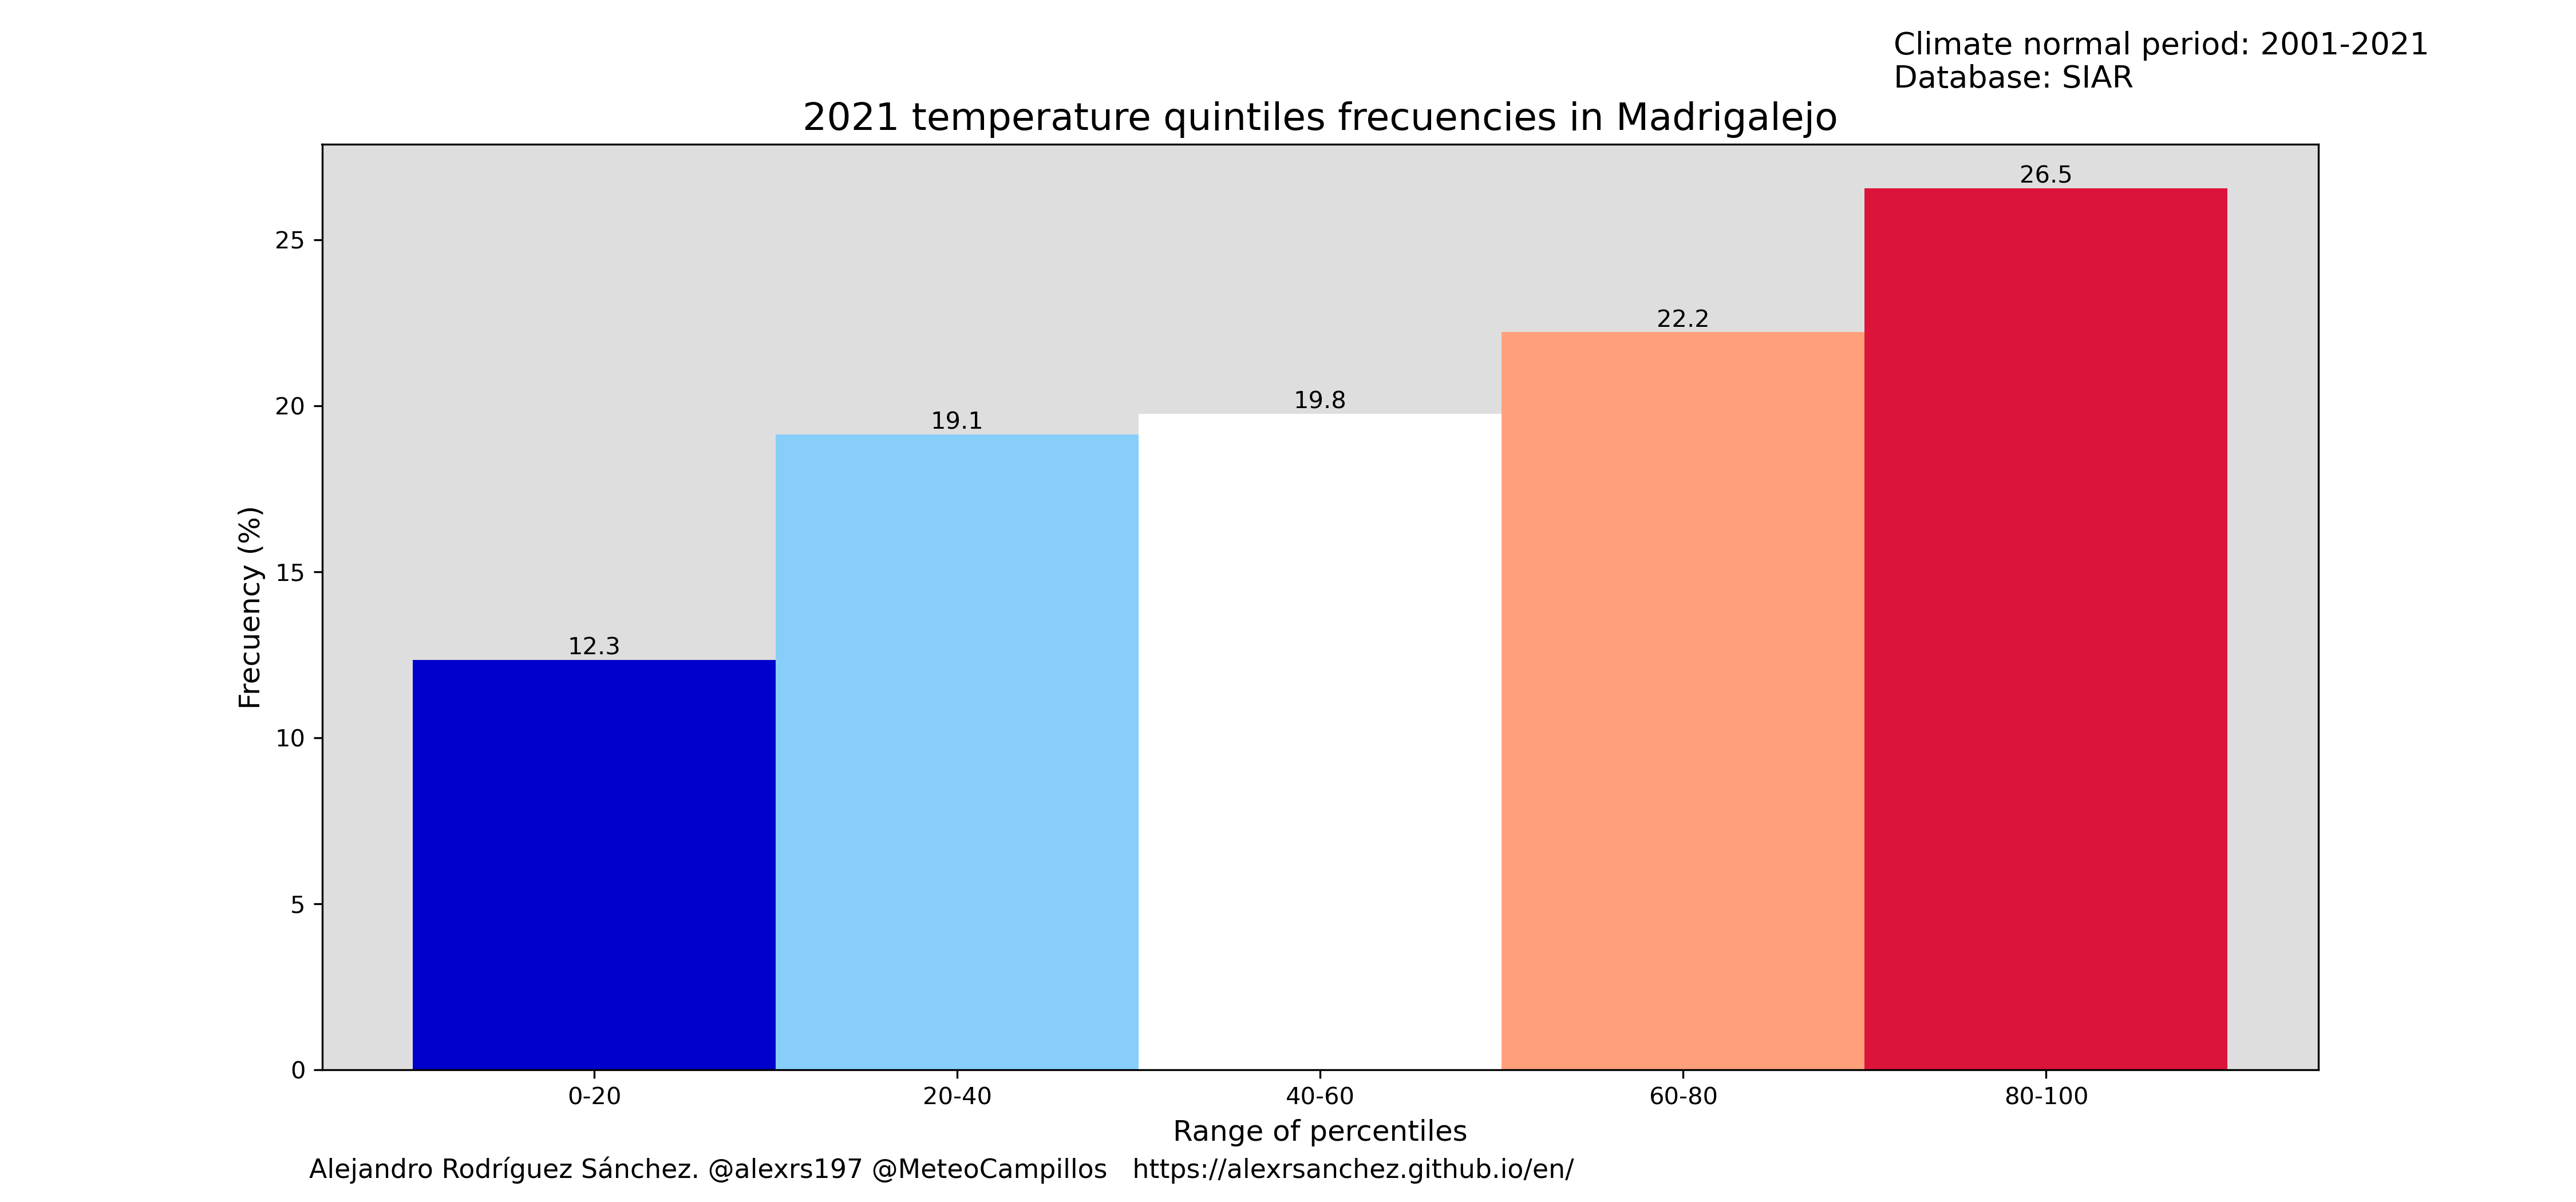 Climate normal period: 2001-2021
Database: SIAR
2021 temperature quintiles frecuencies in Madrigalejo
26.5
25
22.2
20
19.8
19.1
15
Frecuency (%)
12.3
10
5
0
0-20 20-40 40-60 60-80 80-100
Range of percentiles
Alejandro Rodríguez Sánchez. @alexrs197 @MeteoCampillos https://alexrsanchez.github.io/en/